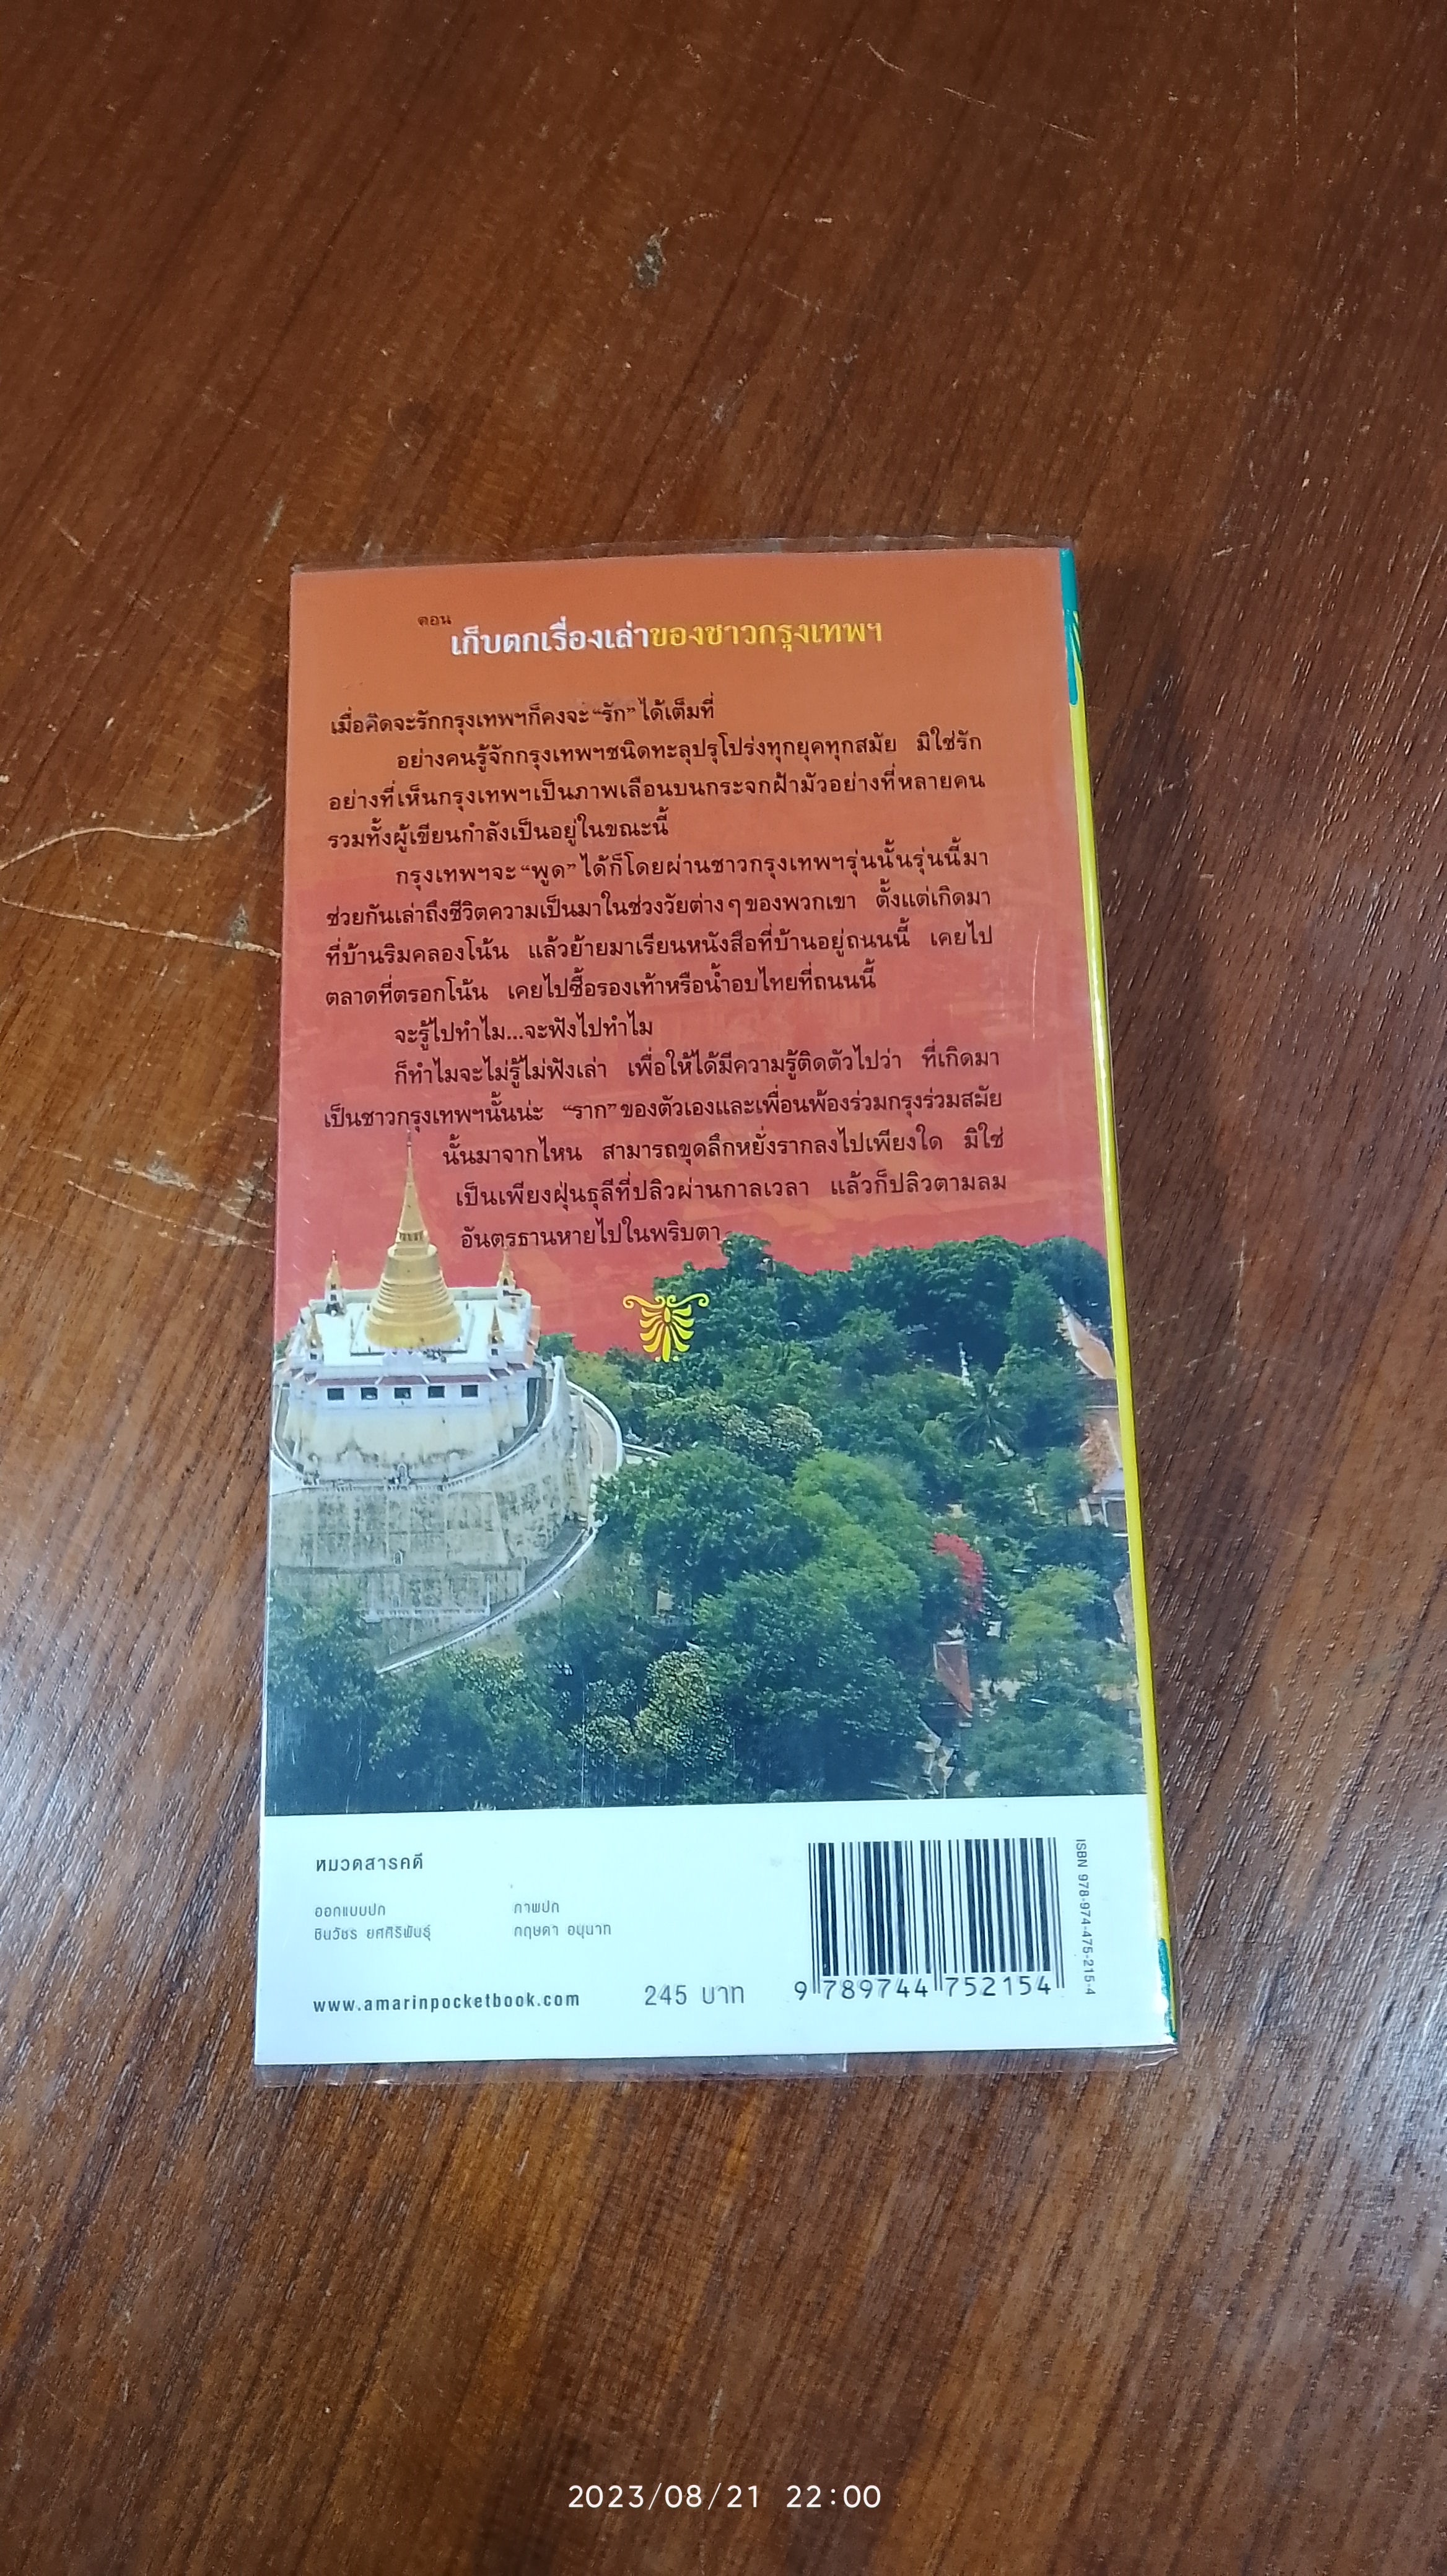 ตอน
เก็บตกเรื่องเล่าของชาวกรุงเทพฯ
เมื่อคิดจะรักกรุงเทพฯก็คงจะ “รัก” ได้เต็มที่
อย่างคนรู้จักกรุงเทพฯชนิดทะลุปรุโปร่งทุกยุคทุกสมัย มิใช่รัก
อย่างที่เห็นกรุงเทพฯเป็นภาพเลือนบนกระจกฝ้ามัวอย่างที่หลายคน
รวมทั้งผู้เขียนกำลังเป็นอยู่ในขณะนี้
กรุงเทพฯจะ “พูด” ได้ก็โดยผ่านชาวกรุงเทพฯรุ่นนั้นรุ่นนี้มา
ช่วยกันเล่าถึงชีวิตความเป็นมาในช่วงวัยต่างๆของพวกเขา ตั้งแต่เกิดมา
ที่บ้านริมคลองโน้น แล้วย้ายมาเรียนหนังสือที่บ้านอยู่ถนนนี้ เคยไป
ตลาดที่ตรอกโน้น เคยไปซื้อรองเท้าหรือน้ำอบไทยที่ถนนนี้
จะรู้ไปทำไม...จะฟังไปทำไม
ก็ทำไมจะไม่รู้ไม่ฟังเล่า เพื่อให้ได้มีความรู้ติดตัวไปว่า ที่เกิดมา
เป็นชาวกรุงเทพฯนั้นน่ะ “ราก” ของตัวเองและเพื่อนพ้องร่วมกรุงร่วมสมัย
นั้นมาจากไหน สามารถขุดลึกหยั่งรากลงไปเพียงใด มิใช่
เป็นเพียงฝุ่นธุลีที่ปลิวผ่านกาลเวลา แล้วก็ปลิวตามลม
อันตรธานหายไปในพริบตา
หมวดสารคดี
ออกแบบปก ภาพปก
ชินวัชร ยศศิริพันธุ์ กฤษดา อนุนาท
www.amarinpocketbook.com 245 บาท
9 789744 752154
ISBN 978-974-475-215-4
2023/08/21 22:00